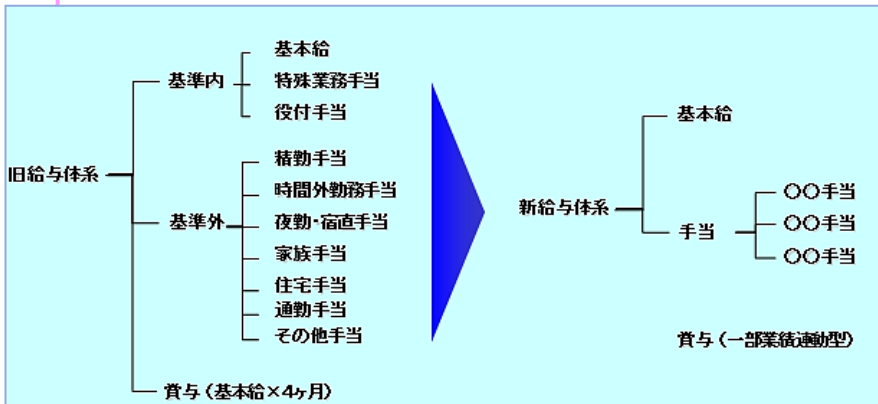 旧給与体系
基準内
基本給
特殊業務手当
役付手当
基準外
精勤手当
時間外勤務手当
夜勤・宿直手当
家族手当
住宅手当
通勤手当
その他手当
賞与（基本給×4ヶ月）
新給与体系
基本給
手当
〇〇手当
〇〇手当
〇〇手当
賞与（一部業績連動型）